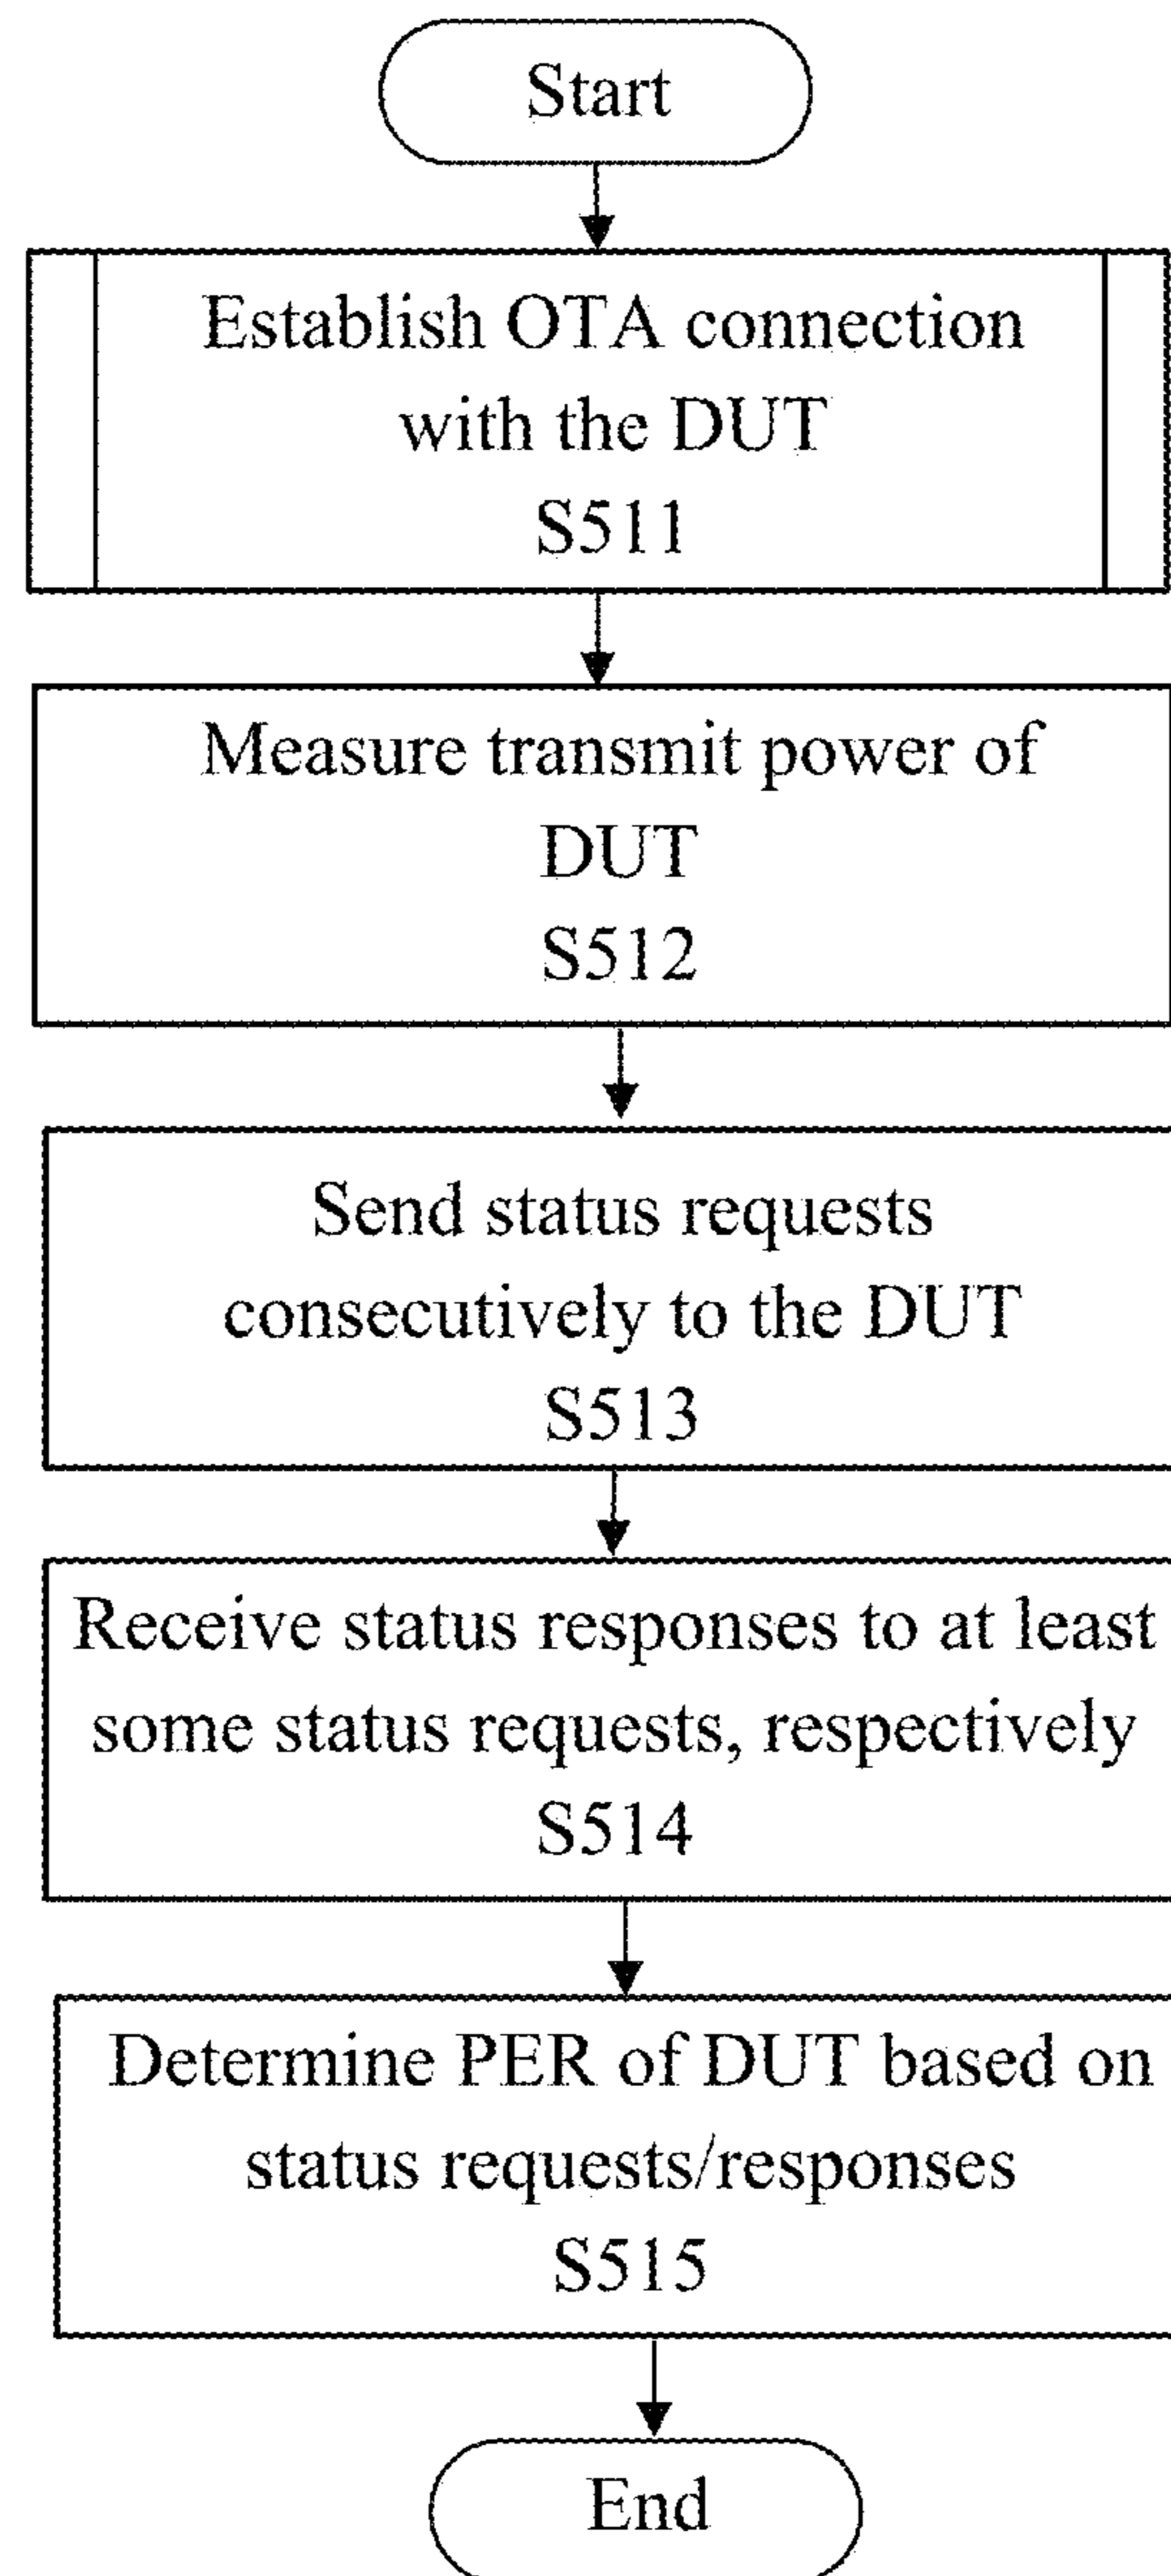 Start
Establish OTA connection
with the DUT
S511
Measure transmit power of
DUT
S512
Send status requests
consecutively to the DUT
S513
Receive status responses to at least
some status requests, respectively
S514
Determine PER of DUT based on
status requests/responses
S515
End